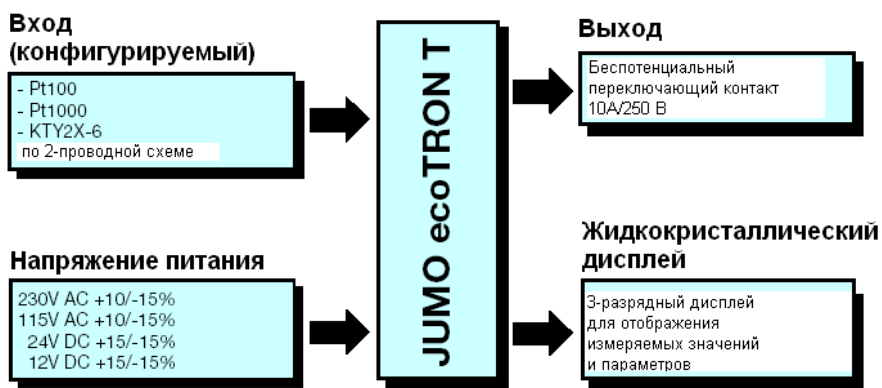 Вход
(конфигурируемый)
- Pt100
- Pt1000
- KTY2X-6
по 2-проводной схеме
Напряжение питания
230V AC +10/-15%
115V AC +10/-15%
24V DC +15/-15%
12V DC +15/-15%
JUMO ecoTRON T
Выход
Беспотенциальный
переключающий контакт
10А/250 В
Жидкокристаллический
дисплей
3-разрядный дисплей
для отображения
измеряемых значений
и параметров